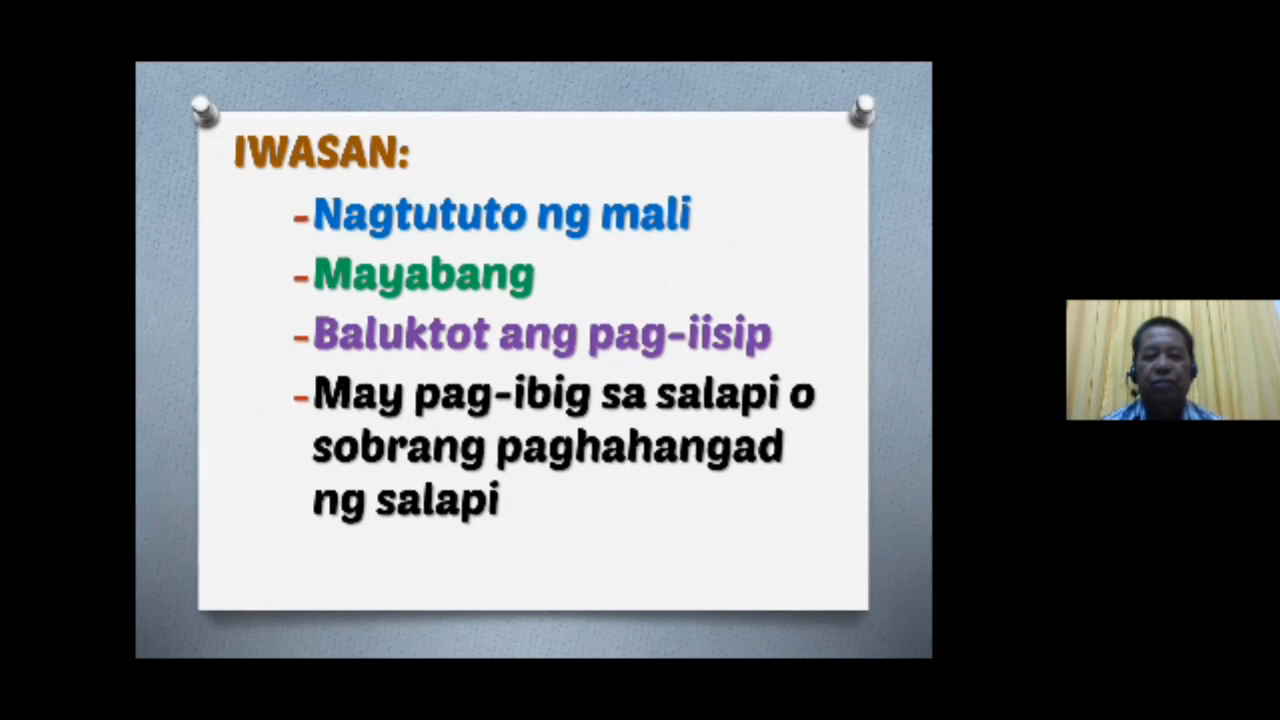 IWASAN:
-Nagtututo ng mali
-Mayabang
-Baluktot ang pag-iisip
-May pag-ibig sa salapi o
sobrang paghahangad
ng salapi